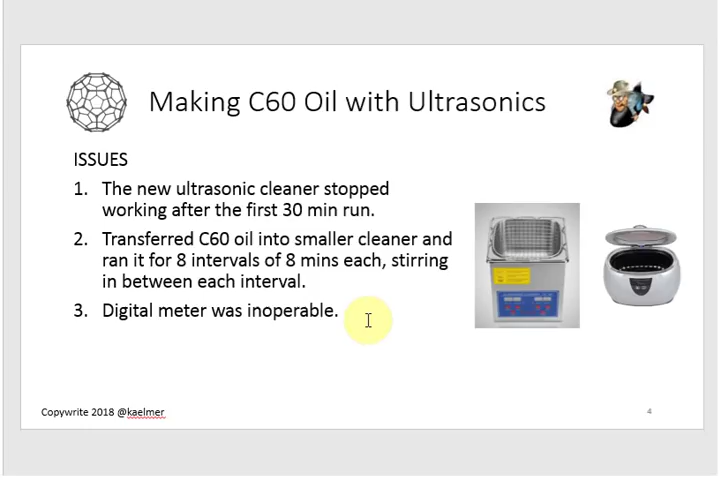 Making C60 Oil with Ultrasonics
ISSUES
1. The new ultrasonic cleaner stopped
working after the first 30 min run.
2. Transferred C60 oil into smaller cleaner and
ran it for 8 intervals of 8 mins each, stirring
in between each interval.
3. Digital meter was inoperable.
Copywrite 2018 @kaelmer
4